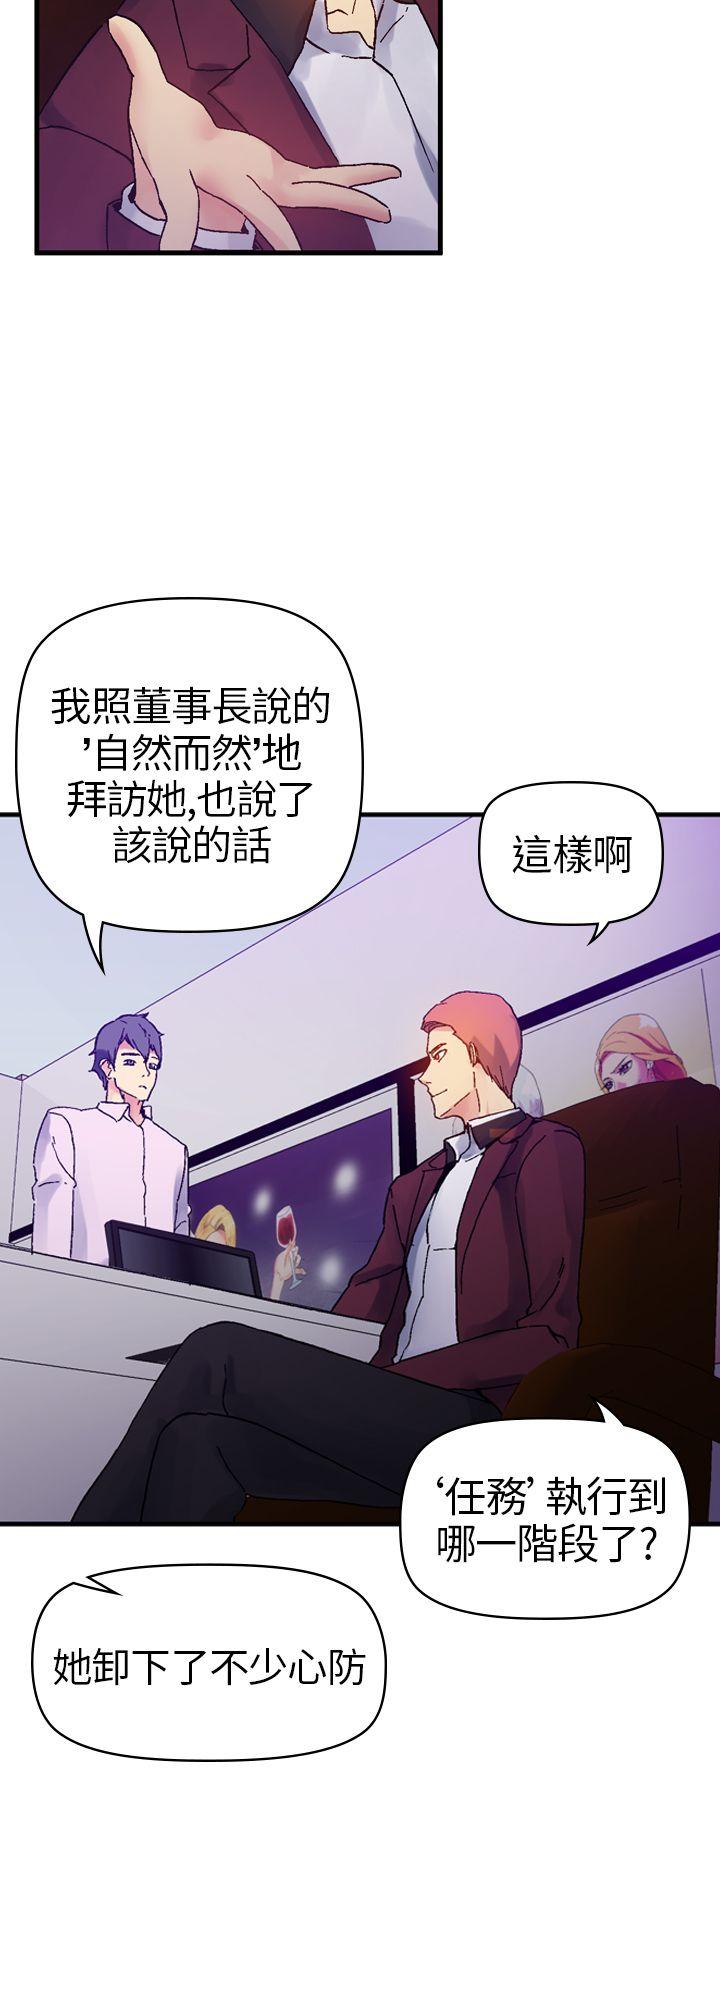 我照董事長說的
’自然而然’地
拜訪她,也說了
該說的話
這樣啊
‘任務’ 執行到
哪一階段了?
她卸下了不少心防